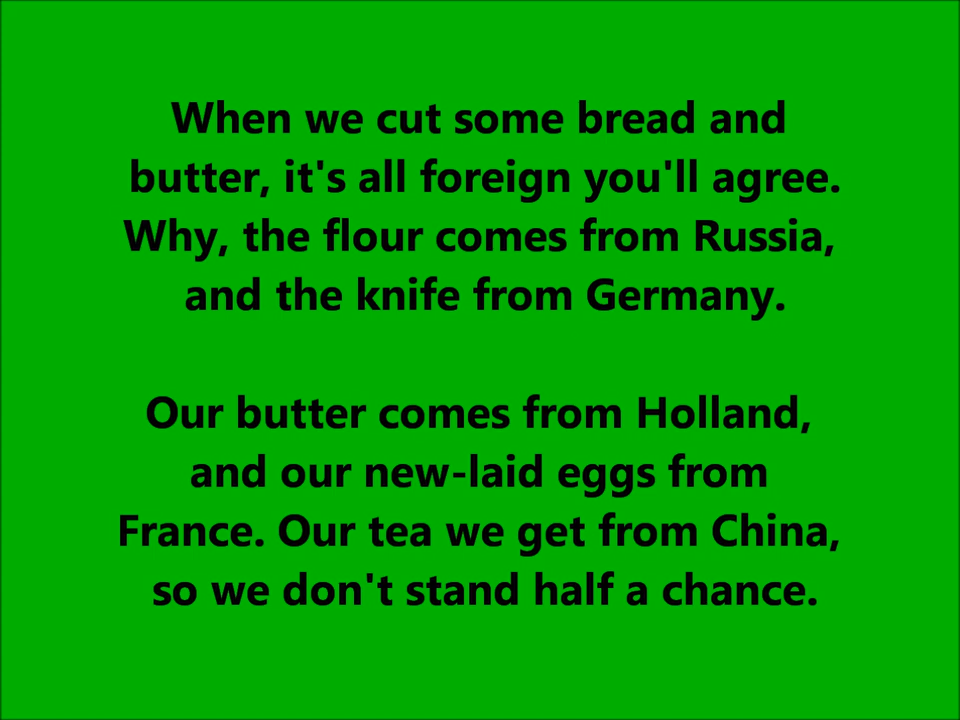 When we cut some bread and
butter, it's all foreign you'll agree.
Why, the flour comes from Russia,
and the knife from Germany.
Our butter comes from Holland,
and our new-laid eggs from
France. Our tea we get from China,
so we don't stand half a chance.